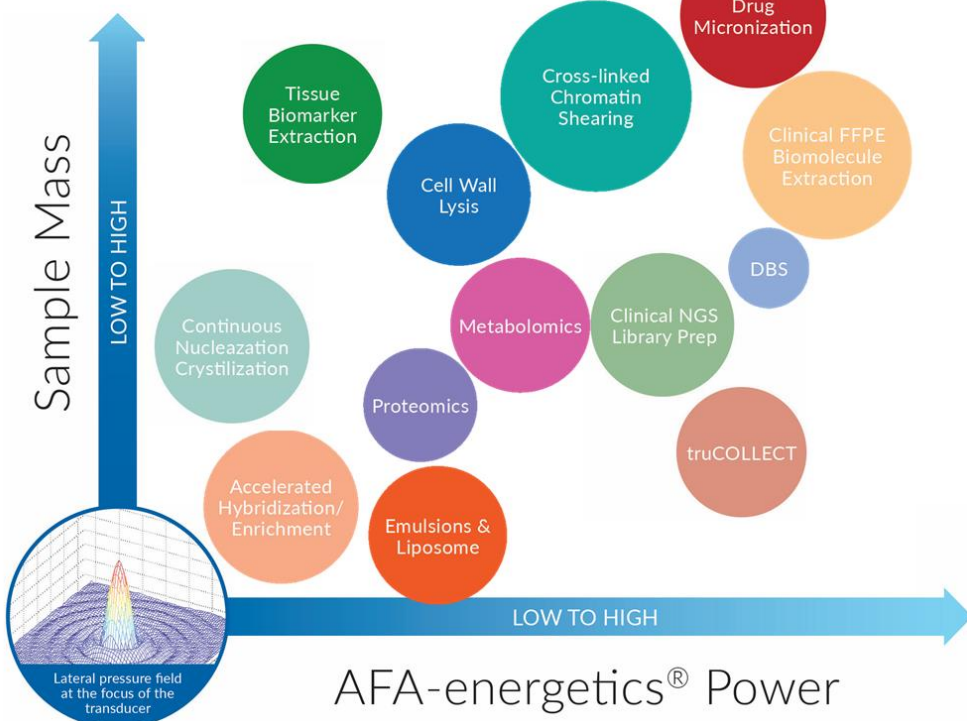 Drug
Micronization
Cross-linked
Chromatin
Shearing
Tissue
Biomarker
Extraction
Clinical FFPE
Biomolecule
Extraction
Cell Wall
Lysis
DBS
Sample Mass
LOW TO HIGH
Continuous
Nucleazation
Crystilization
Metabolomics
Clinical NGS
Library Prep
Proteomics
truCOLLECT
Accelerated
Hybridization/
Enrichment
Emulsions &
Liposome
LOW TO HIGH
Lateral pressure field
at the focus of the
transducer
AFA-energetics® Power